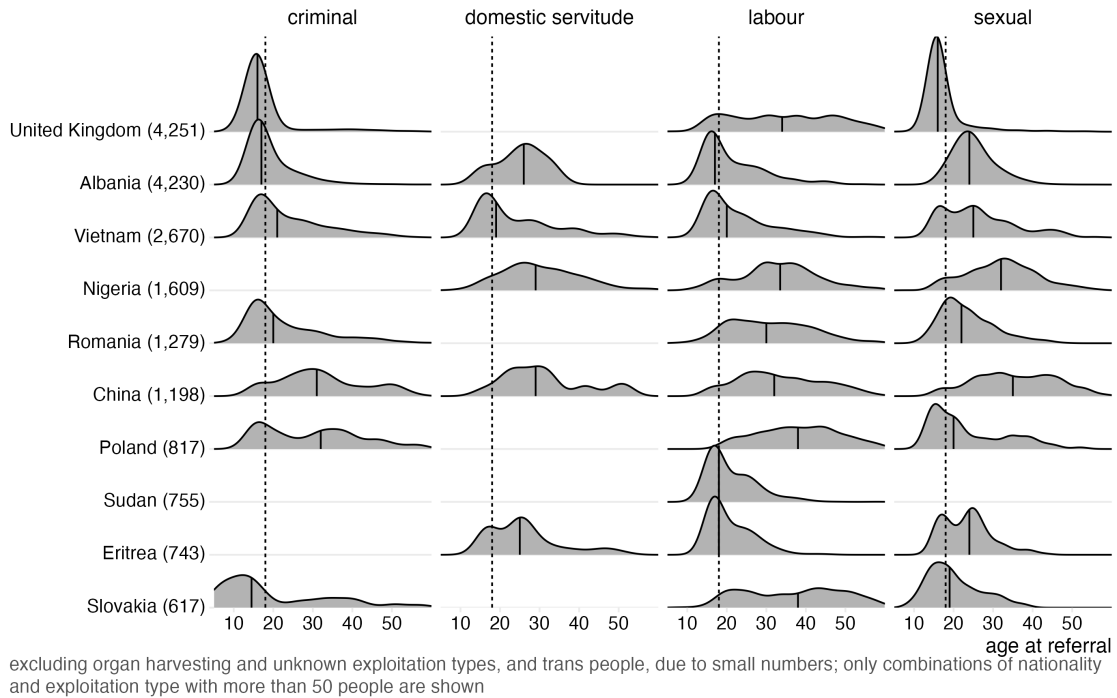 criminal domestic servitude labour sexual
United Kingdom (4,251)
Albania (4,230)
Vietnam (2,670)
Nigeria (1,609)
Romania (1,279)
China (1,198)
Poland (817)
Sudan (755)
Eritrea (743)
Slovakia (617)
10 20 30 40 50 10 20 30 40 50 10 20 30 40 50 10 20 30 40 50
age at referral
excluding organ harvesting and unknown exploitation types, and trans people, due to small numbers; only combinations of nationality
and exploitation type with more than 50 people are shown